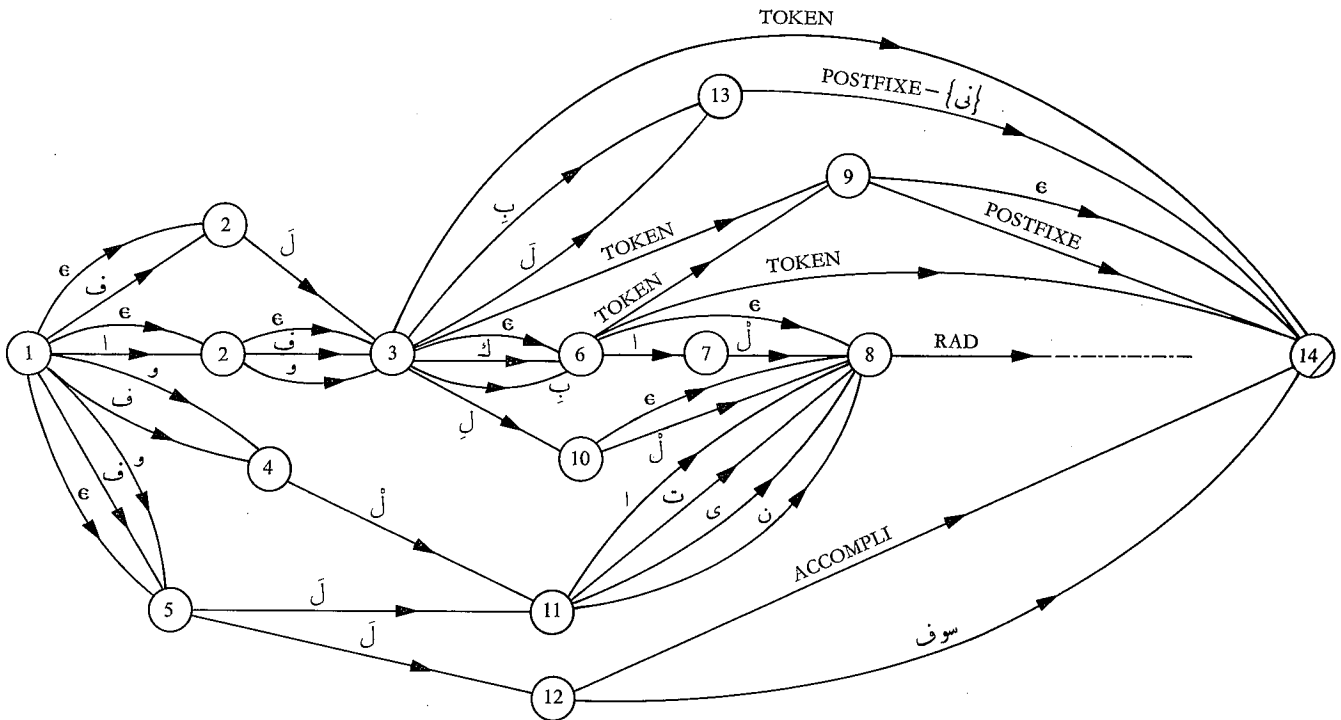 TOKEN
POSTFIXE – {نى}
13
9
ϵ
POSTFIXE
بِ
لَ
TOKEN
TOKEN
TOKEN
2
لَ
ϵ
ف
1
ϵ
ا
2
ϵ
ف
و
3
ϵ
ك
بِ
6
ا
7
لْ
ϵ
8
RAD
14
و
ف
4
لِ
10
ϵ
لْ
و
ف
ϵ
لْ
ا
ت
ى
ن
5
لَ
11
لَ
12
ACCOMPLI
سوف